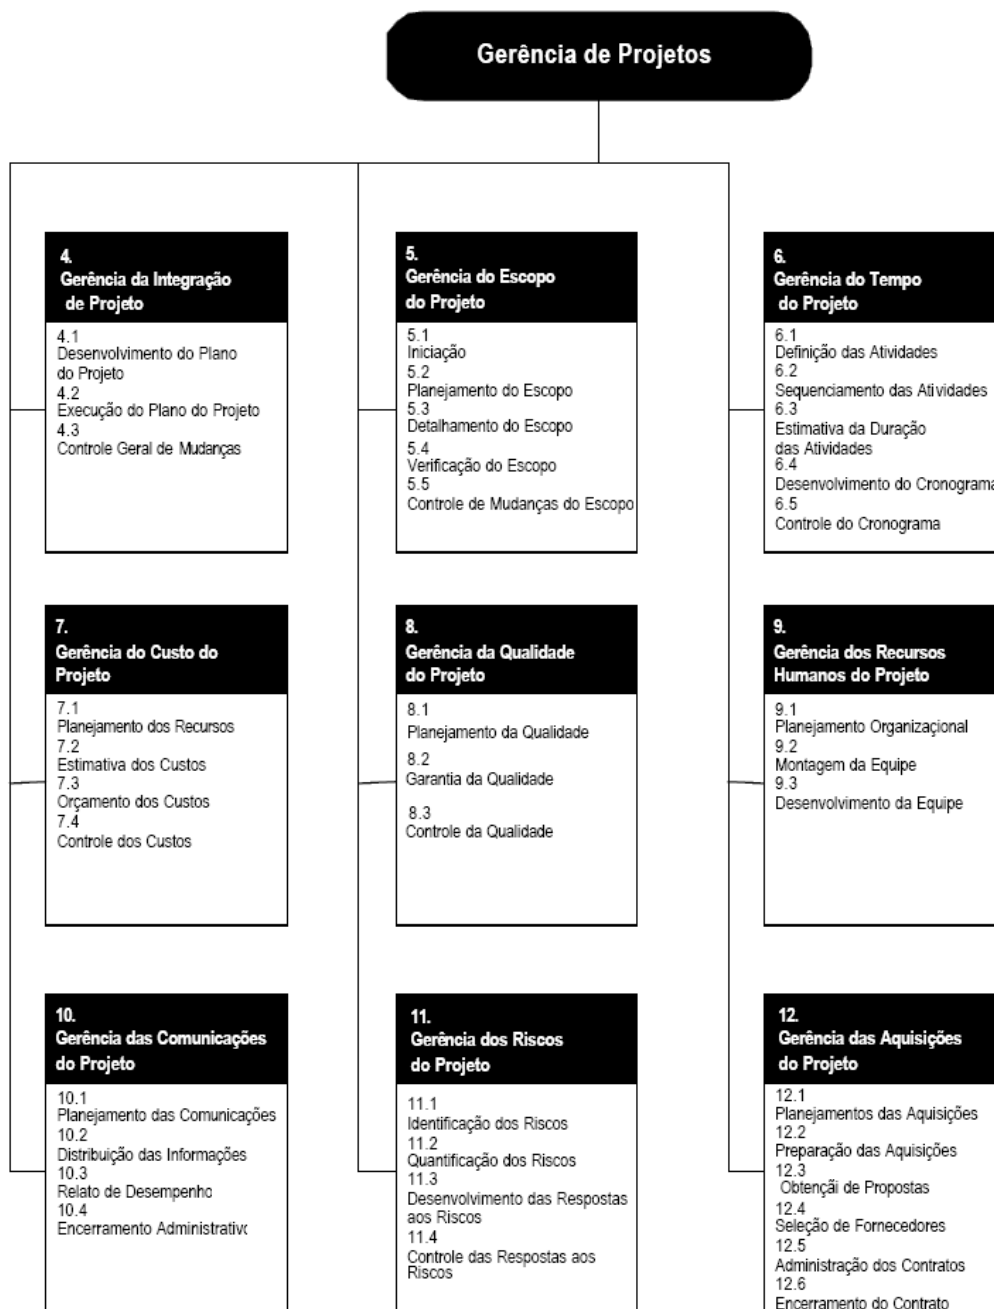 Gerência de Projetos
4.
Gerência da Integração
de Projeto
4.1
Desenvolvimento do Plano
do Projeto
4.2
Execução do Plano do Projeto
4.3
Controle Geral de Mudanças
5.
Gerência do Escopo
do Projeto
5.1
Iniciação
5.2
Planejamento do Escopo
5.3
Detalhamento do Escopo
5.4
Verificação do Escopo
5.5
Controle de Mudanças do Escopo
6.
Gerência do Tempo
do Projeto
6.1
Definição das Atividades
6.2
Sequenciamento das Atividades
6.3
Estimativa da Duração
das Atividades
6.4
Desenvolvimento do Cronograma
6.5
Controle do Cronograma
7.
Gerência do Custo do
Projeto
7.1
Planejamento dos Recursos
7.2
Estimativa dos Custos
7.3
Orçamento dos Custos
7.4
Controle dos Custos
8.
Gerência da Qualidade
do Projeto
8.1
Planejamento da Qualidade
8.2
Garantia da Qualidade
8.3
Controle da Qualidade
9.
Gerência dos Recursos
Humanos do Projeto
9.1
Planejamento Organizacional
9.2
Montagem da Equipe
9.3
Desenvolvimento da Equipe
10.
Gerência das Comunicações
do Projeto
10.1
Planejamento das Comunicações
10.2
Distribuição das Informações
10.3
Relato de Desempenho
10.4
Encerramento Administrativo
11.
Gerência dos Riscos
do Projeto
11.1
Identificação dos Riscos
11.2
Quantificação dos Riscos
11.3
Desenvolvimento das Respostas
aos Riscos
11.4
Controle das Respostas aos
Riscos
12.
Gerência das Aquisições
do Projeto
12.1
Planejamentos das Aquisições
12.2
Preparação das Aquisições
12.3
Obtençãi de Propostas
12.4
Seleção de Fornecedores
12.5
Administração dos Contratos
12.6
Encerramento do Contrato